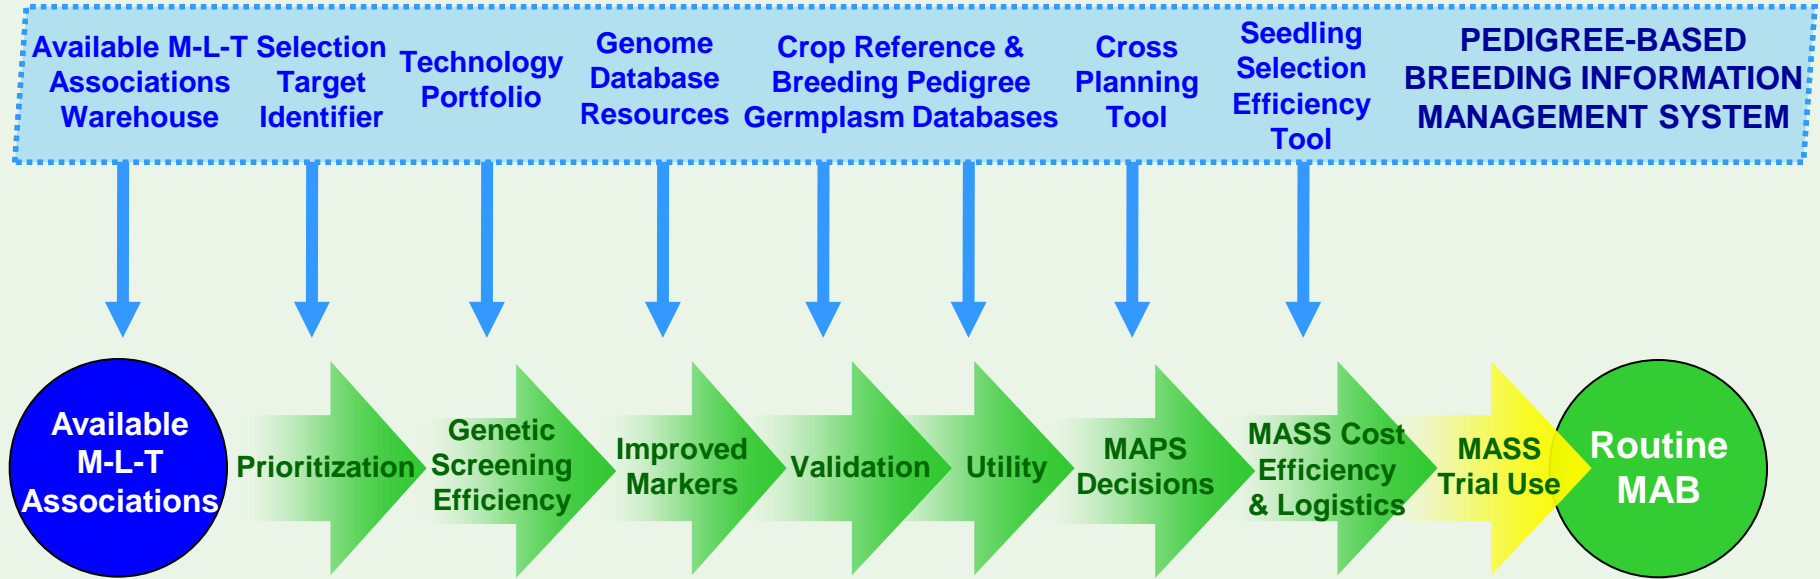 Available M-L-T
Associations
Warehouse
Selection
Target
Identifier
Technology
Portfolio
Genome
Database
Resources
Crop Reference &
Breeding Pedigree
Germplasm Databases
Cross
Planning
Tool
Seedling
Selection
Efficiency
Tool
PEDIGREE-BASED
BREEDING INFORMATION
MANAGEMENT SYSTEM
Available
M-L-T
Associations
Prioritization
Genetic
Screening
Efficiency
Improved
Markers
Validation
Utility
MAPS
Decisions
MASS Cost
Efficiency
& Logistics
MASS
Trial Use
Routine
MAB